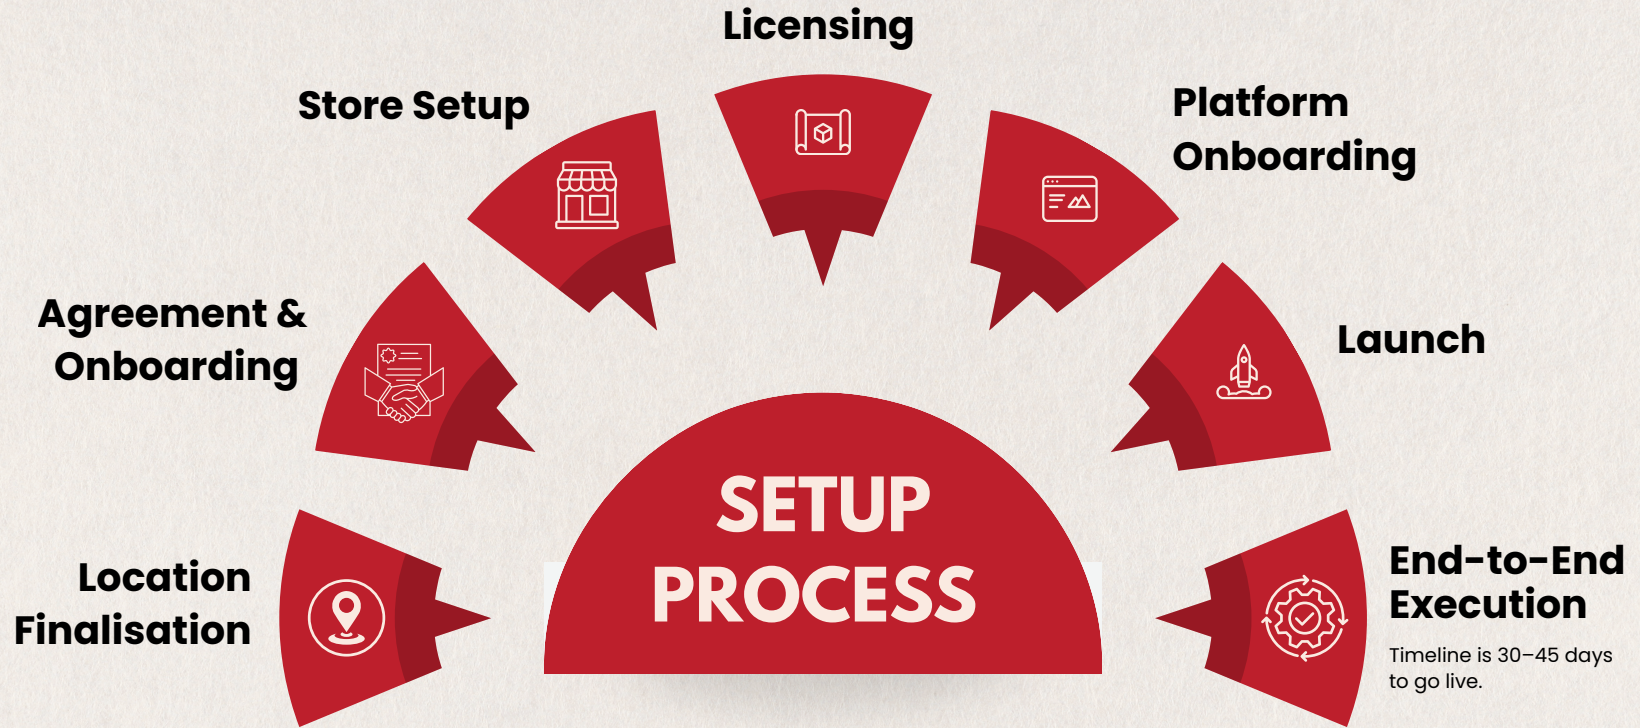 Licensing
Store Setup
Platform
Onboarding
Agreement &
Onboarding
Launch
SETUP
PROCESS
Location
Finalisation
End-to-End
Execution
Timeline is 30–45 days
to go live.